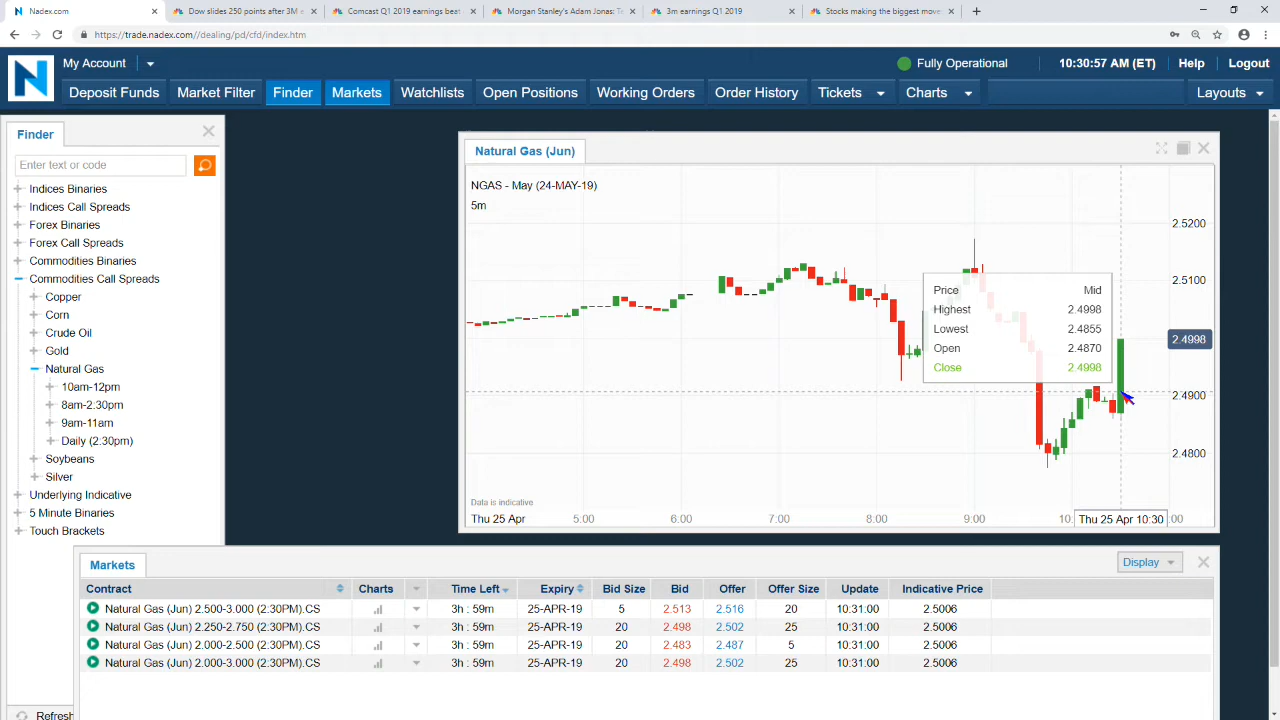 Nadex.com
Dow slides 250 points after 3M e
Comcast Q1 2019 earnings beat
Morgan Stanley's Adam Jonas: T
3m earnings Q1 2019
Stocks making the biggest move
https://trade.nadex.com//dealing/pd/cfd/index.htm
My Account
Fully Operational
10:30:57 AM (ET)
Help
Logout
Deposit Funds
Market Filter
Finder
Markets
Watchlists
Open Positions
Working Orders
Order History
Tickets
Charts
Layouts
Finder
Enter text or code
Indices Binaries
Indices Call Spreads
Forex Binaries
Forex Call Spreads
Commodities Binaries
Commodities Call Spreads
Copper
Corn
Crude Oil
Gold
Natural Gas
10am-12pm
8am-2:30pm
9am-11am
Daily (2:30pm)
Soybeans
Silver
Underlying Indicative
5 Minute Binaries
Touch Brackets
Refresh
Natural Gas (Jun)
NGAS - May (24-MAY-19)
5m
2.5200
2.5100
2.4998
2.4900
2.4800
Price Mid
Highest 2.4998
Lowest 2.4855
Open 2.4870
Close 2.4998
Data is indicative
Thu 25 Apr 5:00 6:00 7:00 8:00 9:00 10: Thu 25 Apr 10:30 :00
Markets
Display
Contract Charts Time Left Expiry Bid Size Bid Offer Offer Size Update Indicative Price
Natural Gas (Jun) 2.500-3.000 (2:30PM).CS 3h : 59m 25-APR-19 5 2.513 2.516 20 10:31:00 2.5006
Natural Gas (Jun) 2.250-2.750 (2:30PM).CS 3h : 59m 25-APR-19 20 2.498 2.502 25 10:31:00 2.5006
Natural Gas (Jun) 2.000-2.500 (2:30PM).CS 3h : 59m 25-APR-19 20 2.483 2.487 5 10:31:00 2.5006
Natural Gas (Jun) 2.000-3.000 (2:30PM).CS 3h : 59m 25-APR-19 20 2.498 2.502 25 10:31:00 2.5006